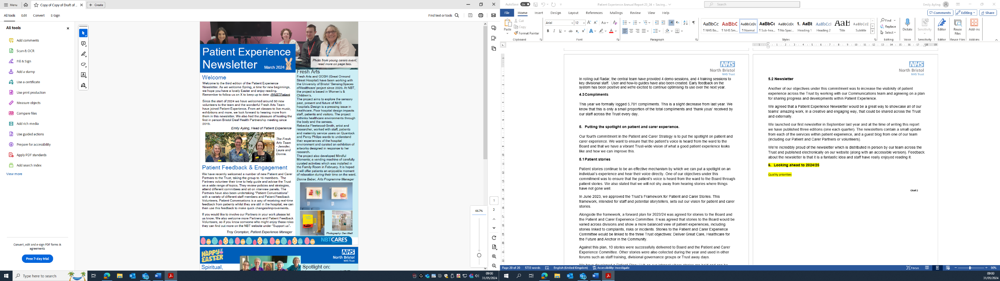 Menu
Copy of Copy of Draft of ...
Create
All tools
Edit
Convert
E-Sign
Find text or tools
All tools
Add comments
Scan & OCR
Fill & Sign
Add a stamp
Use a certificate
Use print production
Measure objects
Compare files
Add rich media
Use guided actions
Prepare for accessibility
Apply PDF standards
Add search index
View more
Convert, edit and e-sign PDF forms &
agreements
Free 7-day trial
Patient Experience
Newsletter
March 2024
Photo from young carers event,
read more on page two.
Welcome
Welcome to the third edition of the Patient Experience
Newsletter. As we welcome Spring, a time for new beginnings,
we hope you have a lovely Easter and enjoy reading.
Remember to follow us on X to keep up to date: @NBTPatient
Since the start of 2024 we have welcomed around 50 new
volunteers to the team and the wonderful Fresh Arts Team
have joined Patient Experience. From art classes to live music,
exhibitions and more, we look forward to hearing more from
them in this newsletter. We also had the pleasure of hosting the
first in person Bristol Deaf Health Partnership meeting since
2019.
Emily Ayling, Head of Patient Experience
The Fresh
Arts Team
- Jennifer,
Laura and
Donna.
Patient Feedback & Engagement
We have recently welcomed a number of new Patient and Carer
Partners to the Trust, taking the group to 16 members. The
Partners volunteer their time to help guide and advise the Trust
on a wide range of topics. They review policies and strategies,
attend different committees and sit on interview panels. The
Partners have also been undertaking "Patient Conversations"
with a variety of different staff members and Patient Feedback
Volunteers. Patient Conversations is a way of receiving real-time
feedback from patients whilst they are still in the hospital, we can
then use this feedback to make quick changes/improvements.
If you would like to involve our Partners in your work please let
us know. We also welcome more Partners and Patient Feedback
Volunteers, so if you know someone who might enjoy these roles
they can find out more on the NBT website under "Support us".
Troy Crompton, Patient Experience Manager
Fresh Arts
Fresh Arts and GOSH (Great Ormond
Street Hospital) have been working with
the University of Bristol 'Sensing Spaces
of Healthcare' project since 2020. At NBT,
the project is based in Women's &
Children's.
The project aims to explore the sensory
past, present and future of NHS
hospitals. Design is a pressing issue in
healthcare. Poor hospital design impacts
staff, patients and visitors. The project
rethinks healthcare environments through
the body and the senses.
Rebecka Fleetwood-Smith, artist and
researcher, worked with staff, patients
and maternity service users on Quantock
and Percy Philips wards to understand
their experiences of the hospital
environment and curated an exhibition of
artworks designed in response to her
research.
The project also developed Mindful
Moments; a vending machine of carefully
curated activities which was installed in
the Family Room in February. It is hoped
it will offer patients an enjoyable moment
of relaxation during their time on the ward.
Donna Baber, Arts Programme Manager
Photography: Dan Weill
NBTCARES
HAPPY
EASTER
NHS
North Bristol
NHS Trust
Spiritual,
Spotlight on:
66.7%
1
2
Type here to search
09:00
31/05/2024
AutoSave On
Patient Experience Annual Report 23_24 • Saving...
Search
Emily Ayling
File
Home
Insert
Design
Layout
References
Mailings
Review
View
Help
Comments
Editing
Share
Paste
Cut
Copy
Format Painter
Clipboard
Arial
12
Font
Paragraph
AaBbCc
¶ NHS Bo...
AaBbC
¶ NHS Sm...
AaBbCcDc
¶ Normal
AaBbCc
¶ Sub-hea...
AaBbCcDc
¶ No Spac...
1. AaBb
Heading 1
AaBbCcl
Heading 2
AaB
Title
AaBbCcD
Subtitle
Styles
Find
Replace
Select
Editing
Dictate
Voice
Sensitivity
Sensitivity
Editor
Editor
Reuse
Files
Reuse Files
Add-ins
Add-ins
NHS
North Bristol
NHS Trust
In rolling out Radar, the central team have provided 4 demo sessions, and 4 training sessions to
key divisional staff. User and how-to guides have also been created. Early feedback on the
system has been positive and we're excited to continue optimising its use over the next year.
4.3 Compliments
This year we formally logged 5,781 compliments. This is a slight decrease from last year. We
know that this is only a small proportion of the total compliments and 'thank yous' received by
our staff across the Trust every day.
5. Putting the spotlight on patient and carer experience.
Our fourth commitment in the Patient and Carer Strategy is to put the spotlight on patient and
carer experience. We want to ensure that the patient's voice is heard from the ward to the
Board and that we have a vibrant Trust-wide vision of what a good patient experience looks
like and how we can improve this.
5.1 Patient stories
Patient stories continue to be an effective mechanism by which we can put a spotlight on an
individual's experience and hear their voice directly. One of our objectives under this
commitment was to ensure that the patient's voice is heard from the ward to the Board through
patient stories. We also stated that we will not shy away from hearing stories where things
have not gone well.
In June 2023, we approved the Trust's Framework for Patient and Carer Stories. This
framework, intended for staff and potential storytellers, sets out our vision for patient and carer
stories.
Alongside the framework, a forward plan for 2023/24 was agreed for stories to the Board and
the Patient and Carer Experience Committee. It was agreed that stories to the Board would be
varied across divisions and show a more balanced view of patient experiences, including
stories linked to complaints, risks or incidents. Stories to the Patient and Carer Experience
Committee would be linked to the three Trust objectives: Deliver Great Care, Healthcare for
the Future and Anchor in the Community.
Against this plan, 10 stories were successfully delivered to Board and the Patient and Carer
Experience Committee. Other stories were also collected during the year and used in other
forums such as staff training, divisional governance groups or Trust away days.
NHS
North Bristol
NHS Trust
5.2 Newsletter
Another of our objectives under this commitment was to increase the visibikity of patient
experience across the Trust by working with our Communications team and agreeing on a plan
for sharing progress and developments within Patient Experience.
We agreed that a Patient Experience Newsletter would be a great way to showcase all of our
teams' amazing work, in a creative and engaging way, that could be shared across the Trust
and externally.
We launched our first newsletter in September last year and at the time of writing this report
we have published three editions (one each quarter). The newsletters contain a small update
from each of the services within patient experience, and a guest blog from one of our team
(including our Patient and Carer Partners or volunteers).
We're incredibly proud of the newsletter which is distributed in person by our team across the
Trust and published electronically on our website (along with an accessible version). Feedback
about the newsletter is that it is a fantastic idea and staff have really enjoyed reading it.
6. Looking ahead to 2024/25
Quality priorities
Chart 2
Page 20 of 20
5733 words
English (United Kingdom)
Accessibility: Investigate
Focus
90%
09:00
31/05/2024